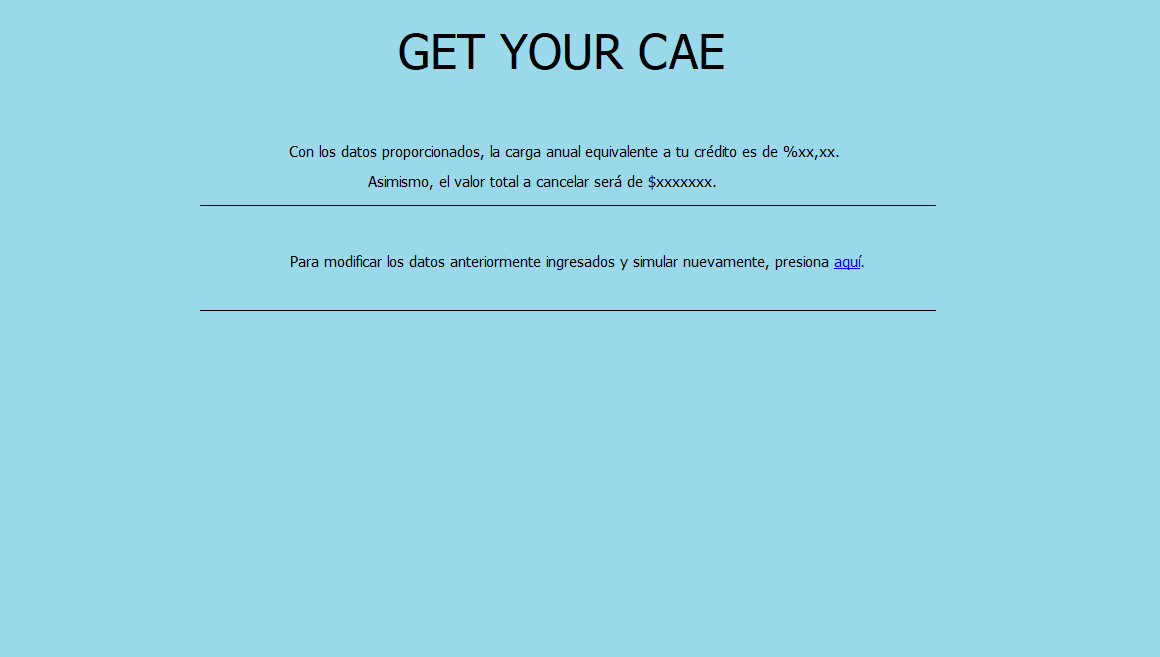 GET YOUR CAE
Con los datos proporcionados, la carga anual equivalente a tu crédito es de %xx,xx.
Asimismo, el valor total a cancelar será de $xxxxxxx.
Para modificar los datos anteriormente ingresados y simular nuevamente, presiona aquí.